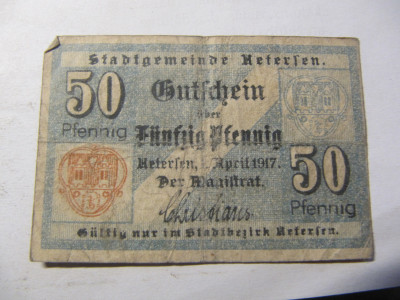 Stadtgemeinde Uetersen.
50
Pfennig
Gutschein
über
Fünfzig Pfennig
Uetersen, April 1917.
Der Magistrat.
50
Pfennig
Gültig nur im Stadtbezirk Uetersen.